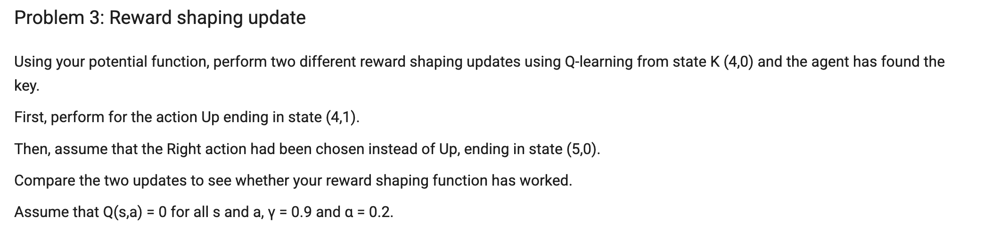 Problem 3: Reward shaping update
Using your potential function, perform two different reward shaping updates using Q-learning from state K (4,0) and the agent has found the
key.
First, perform for the action Up ending in state (4,1).
Then, assume that the Right action had been chosen instead of Up, ending in state (5,0).
Compare the two updates to see whether your reward shaping function has worked.
Assume that Q(s,a) = 0 for all s and a, γ = 0.9 and α = 0.2.